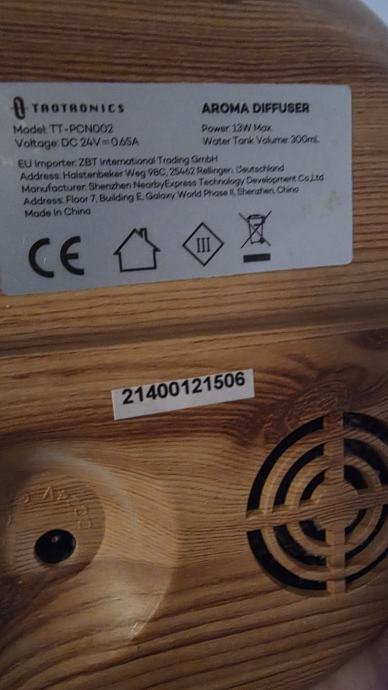 TAOTRONICS
AROMA DIFFUSER
Model: TT-PCN002
Power: 13W Max.
Voltage: DC 24V⎓0.65A
Water Tank Volume: 300mL
EU Importer: ZBT International Trading GmbH
Address: Halstenbeker Weg 98C, 25462 Rellingen, Deutschland
Manufacturer: Shenzhen NearbyExpress Technology Development Co.,Ltd.
Address: Floor 7, Building E, Galaxy World Phase II, Shenzhen, China
Made in China
CE
III
21400121506
DC 24V